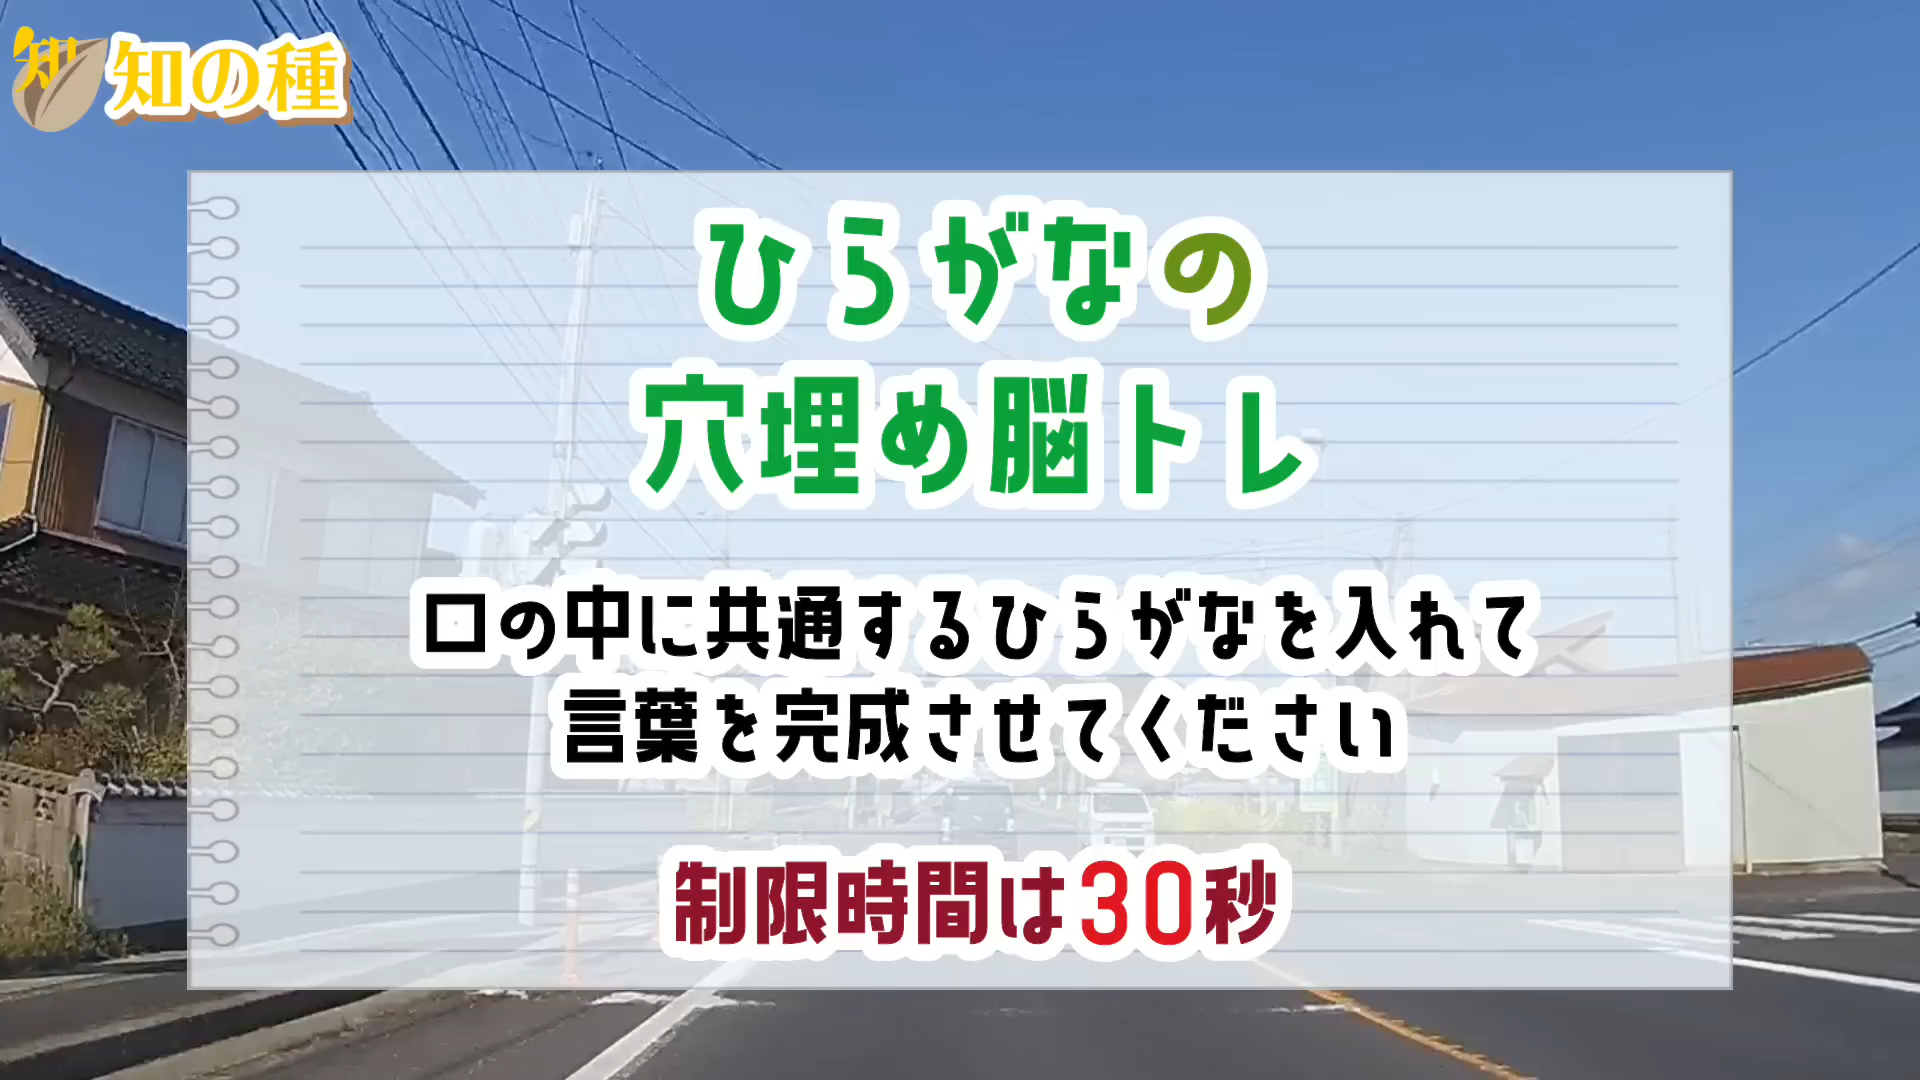 知 知の種
ひらがなの
穴埋め脳トレ
口の中に共通するひらがなを入れて
言葉を完成させてください
制限時間は30秒